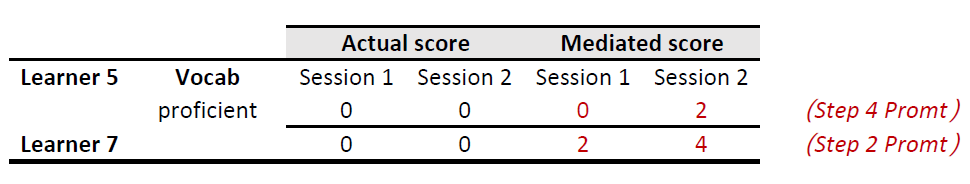 Actual score Mediated score
Learner 5 Vocab Session 1 Session 2 Session 1 Session 2
proficient 0 0 0 2 (Step 4 Promt)
Learner 7 0 0 2 4 (Step 2 Promt)